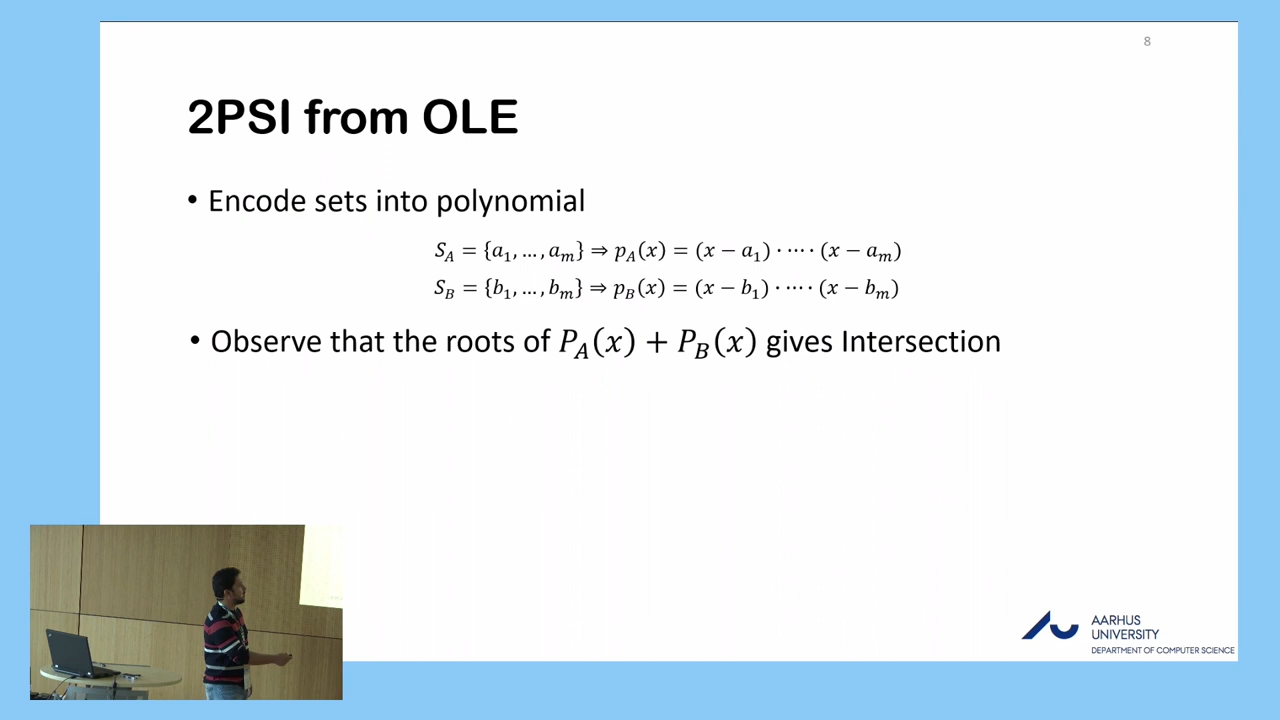 8
2PSI from OLE
• Encode sets into polynomial
S_A = {a_1, …, a_m} ⇒ p_A(x) = (x − a_1) · ⋯ · (x − a_m)
S_B = {b_1, …, b_m} ⇒ p_B(x) = (x − b_1) · ⋯ · (x − b_m)
• Observe that the roots of P_A(x) + P_B(x) gives Intersection
AARHUS
UNIVERSITY
DEPARTMENT OF COMPUTER SCIENCE